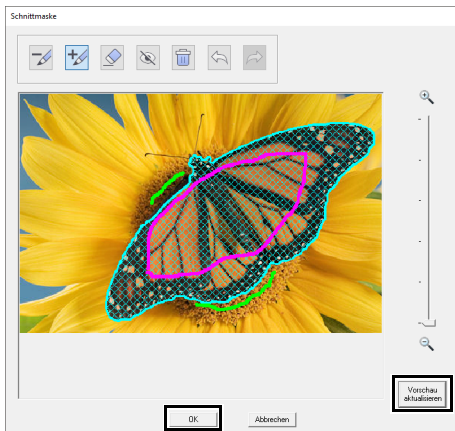 Schnittmaske
Vorschau
aktualisieren
OK
Abbrechen